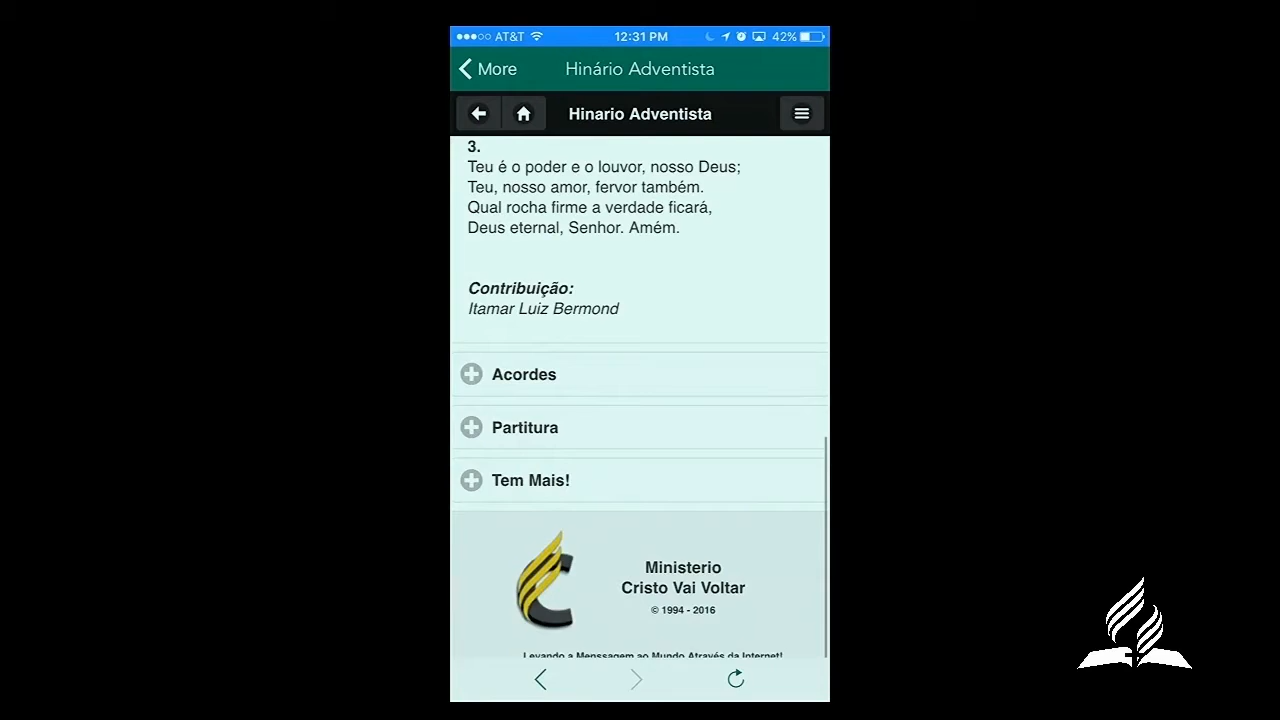 AT&T 12:31 PM 42%
More Hinário Adventista
Hinario Adventista
3.
Teu é o poder e o louvor, nosso Deus;
Teu, nosso amor, fervor também.
Qual rocha firme a verdade ficará,
Deus eternal, Senhor. Amém.
Contribuição:
Itamar Luiz Bermond
Acordes
Partitura
Tem Mais!
Ministerio
Cristo Vai Voltar
© 1994 - 2016
Levando a Menssagem ao Mundo Através da Internet!